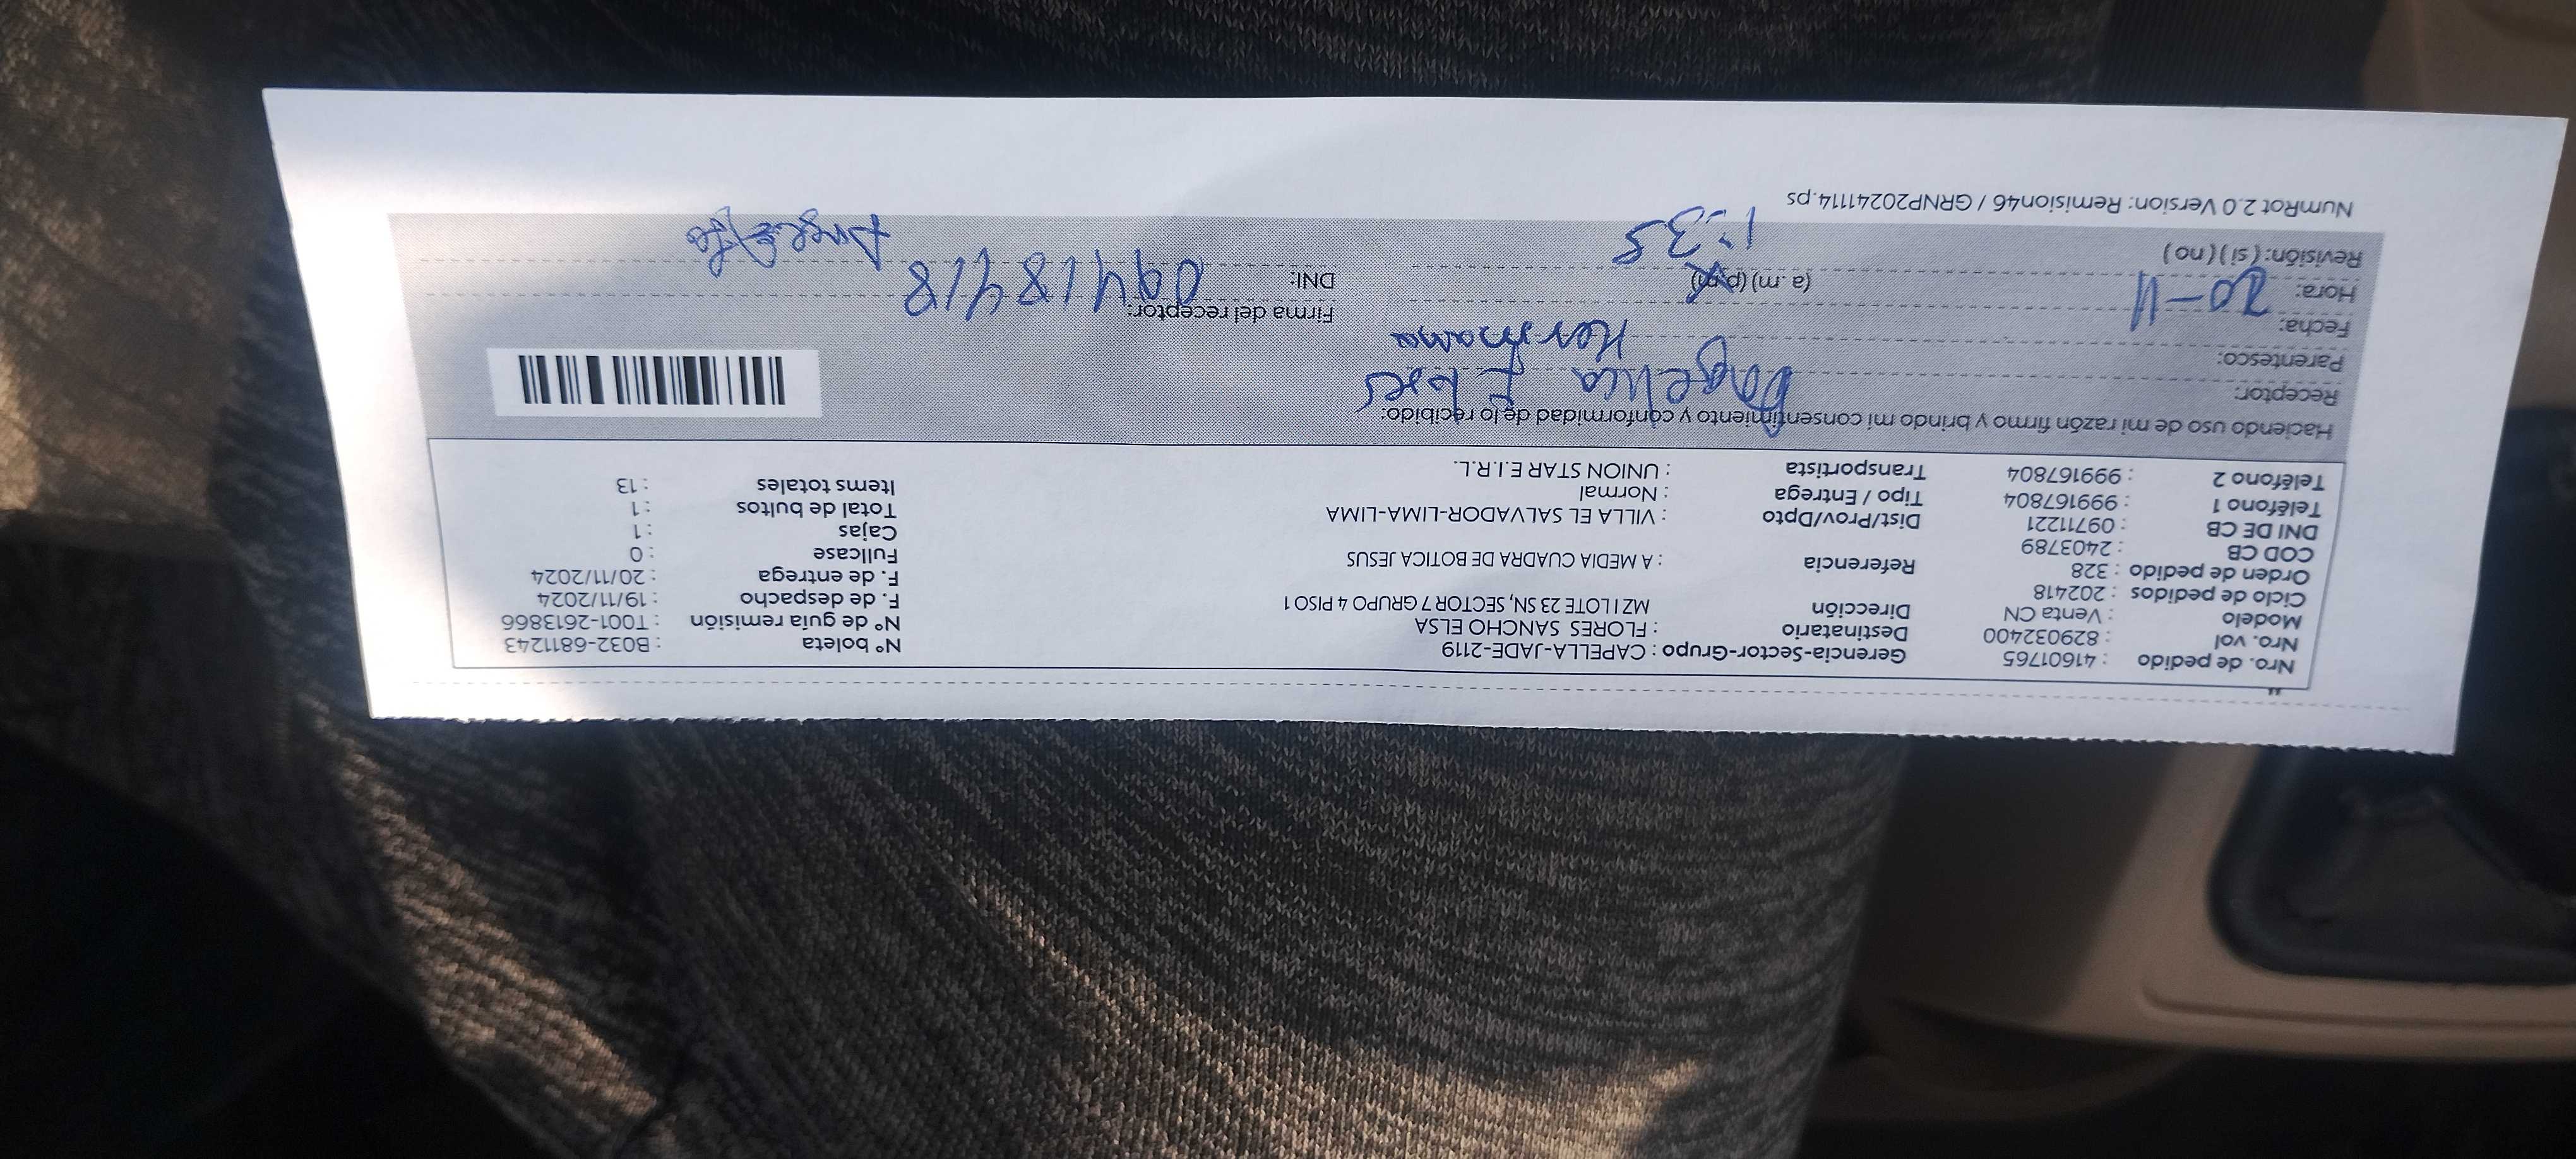 Nro. de pedido : 41601765 Gerencia-Sector-Grupo : CAPELLA-JADE-2119 N° boleta : B032-6811243
Nro. vol : 829032400 Destinatario : FLORES SANCHO ELSA N° de guía remisión : T001-2613866
Modelo : Venta CN Dirección MZ I LOTE 23 SN, SECTOR 7 GRUPO 4 PISO 1 F. de despacho : 19/11/2024
Ciclo de pedidos : 202418 F. de entrega : 20/11/2024
Orden de pedido : 328 Referencia : A MEDIA CUADRA DE BOTICA JESUS Fullcase : 0
COD CB : 2403789 Cajas : 1
DNI DE CB : 09711221 Dist/Prov/Dpto : VILLA EL SALVADOR-LIMA-LIMA Total de bultos : 1
Teléfono 1 : 999167804 Tipo / Entrega : Normal Items totales : 13
Teléfono 2 : 999167804 Transportista : UNION STAR E.I.R.L.
Haciendo uso de mi razón firmo y brindo mi consentimiento y conformidad de lo recibido:
Receptor: Angelica Flores
Parentesco: Hermana
Fecha: 20-11 Firma del receptor:
Hora: (a.m) (p.m) 1:35 DNI: 09418418
Revisión: (si) (no)
NumRot 2.0 Version: Remision46 / GRNP20241114.ps